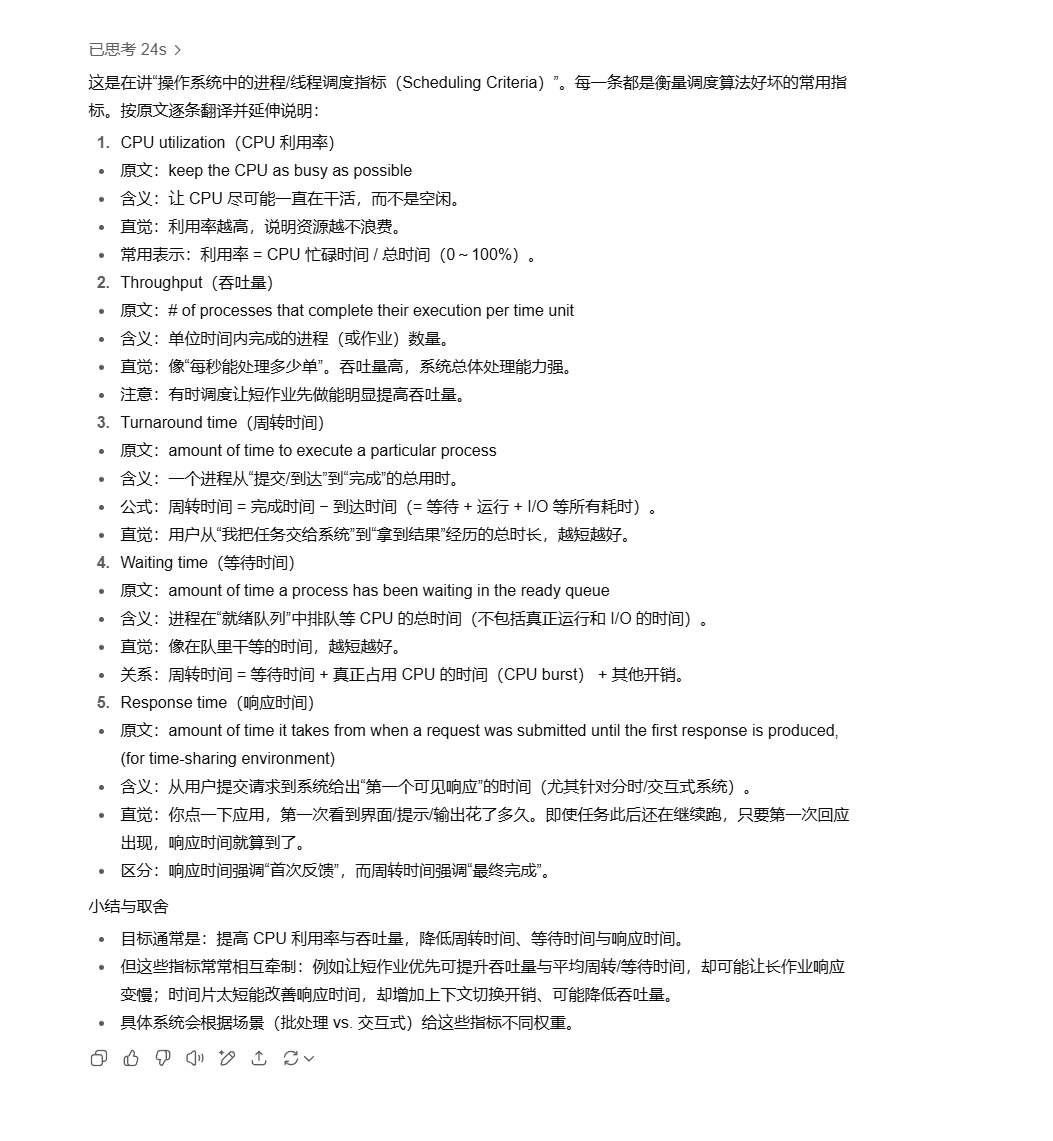 已思考 24s >
这是在讲“操作系统中的进程/线程调度指标（Scheduling Criteria）”。每一条都是衡量调度算法好坏的常用指
标。按原文逐条翻译并延伸说明：
1. CPU utilization（CPU 利用率）
• 原文：keep the CPU as busy as possible
• 含义：让 CPU 尽可能一直在干活，而不是空闲。
• 直觉：利用率越高，说明资源越不浪费。
• 常用表示：利用率 = CPU 忙碌时间 / 总时间（0～100%）。
2. Throughput（吞吐量）
• 原文：# of processes that complete their execution per time unit
• 含义：单位时间内完成的进程（或作业）数量。
• 直觉：像“每秒能处理多少单”。吞吐量高，系统总体处理能力强。
• 注意：有时调度让短作业先做能明显提高吞吐量。
3. Turnaround time（周转时间）
• 原文：amount of time to execute a particular process
• 含义：一个进程从“提交/到达”到“完成”的总用时。
• 公式：周转时间 = 完成时间 − 到达时间（= 等待 + 运行 + I/O 等所有耗时）。
• 直觉：用户从“我把任务交给系统”到“拿到结果”经历的总时长，越短越好。
4. Waiting time（等待时间）
• 原文：amount of time a process has been waiting in the ready queue
• 含义：进程在“就绪队列”中排队等 CPU 的总时间（不包括真正运行和 I/O 的时间）。
• 直觉：像在队里干等的时间，越短越好。
• 关系：周转时间 = 等待时间 + 真正占用 CPU 的时间（CPU burst） + 其他开销。
5. Response time（响应时间）
• 原文：amount of time it takes from when a request was submitted until the first response is produced,
(for time-sharing environment)
• 含义：从用户提交请求到系统给出“第一个可见响应”的时间（尤其针对分时/交互式系统）。
• 直觉：你点一下应用，第一次看到界面/提示/输出花了多久。即使任务此后还在继续跑，只要第一次回应
出现，响应时间就算到了。
• 区分：响应时间强调“首次反馈”，而周转时间强调“最终完成”。
小结与取舍
• 目标通常是：提高 CPU 利用率与吞吐量，降低周转时间、等待时间与响应时间。
• 但这些指标常常相互牵制：例如让短作业优先可提升吞吐量与平均周转/等待时间，却可能让长作业响应
变慢；时间片太短能改善响应时间，却增加上下文切换开销、可能降低吞吐量。
• 具体系统会根据场景（批处理 vs. 交互式）给这些指标不同权重。